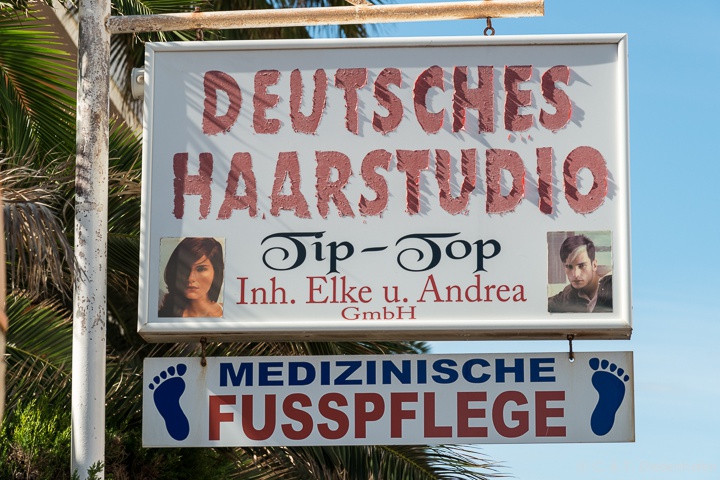 DEUTSCHES
HAARSTUDIO
Tip-Top
Inh. Elke u. Andrea
GmbH
MEDIZINISCHE
FUSSPFLEGE